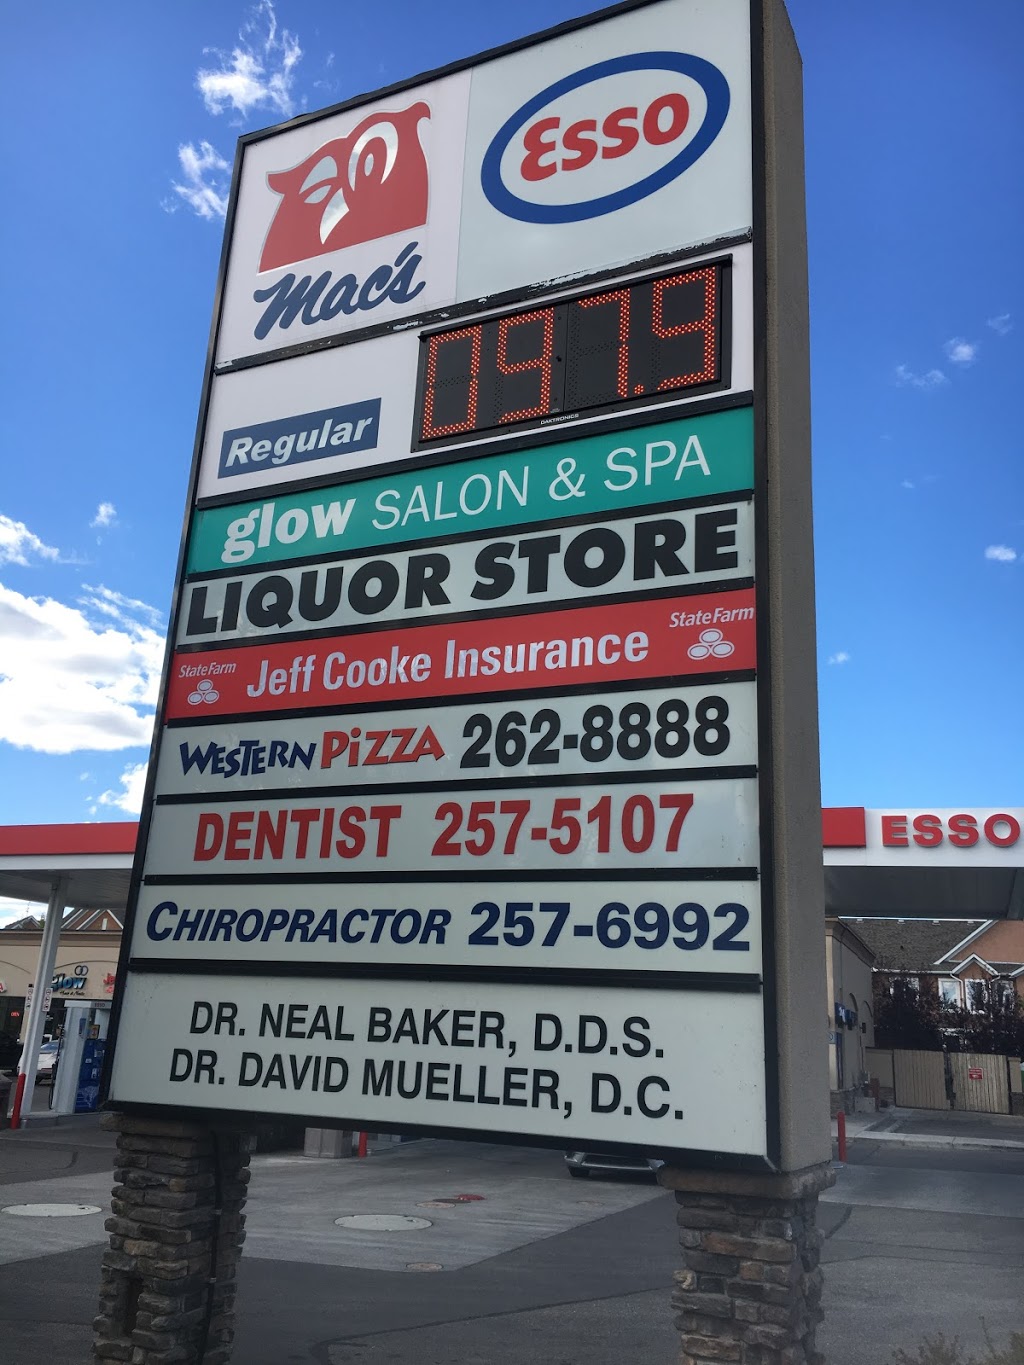 Mac's
Esso
097.9
DAKTRONICS
Regular
glow SALON & SPA
LIQUOR STORE
State Farm
Jeff Cooke Insurance
State Farm
WESTERN PIZZA 262-8888
DENTIST 257-5107
CHIROPRACTOR 257-6992
DR. NEAL BAKER, D.D.S.
DR. DAVID MUELLER, D.C.
ESSO
glow